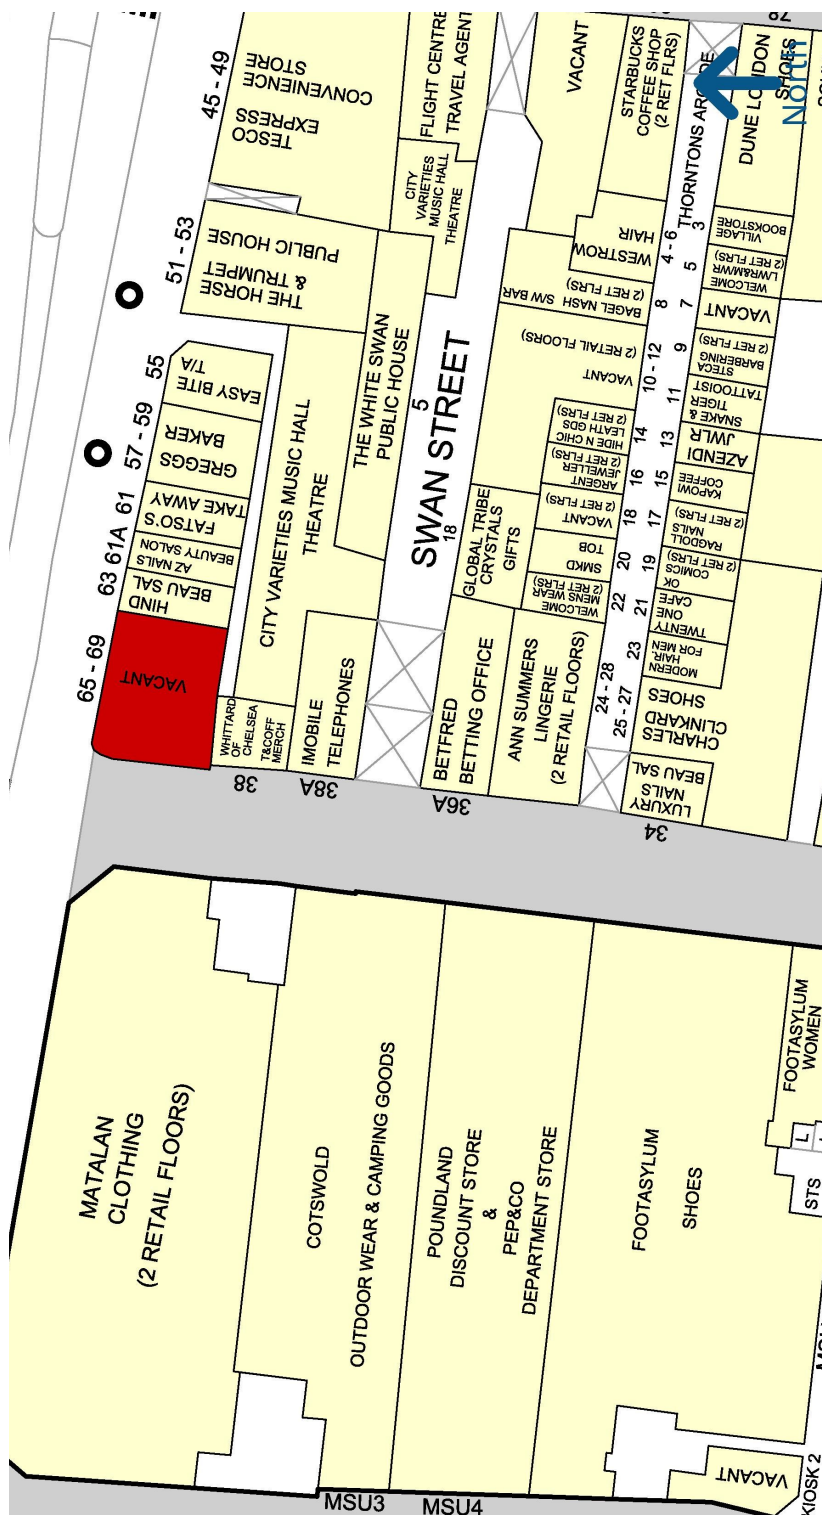 45 - 49
TESCO
EXPRESS
CONVENIENCE
STORE
FLIGHT CENTRE
TRAVEL AGENT
VACANT
STARBUCKS
COFFEE SHOP
(2 RET FLRS)
78
DUNE LONDON
SHOES
North
CITY
VARIETIES
MUSIC HALL
THEATRE
51 - 53
THE HORSE
& TRUMPET
PUBLIC HOUSE
WESTROW
HAIR
4 - 6
3
VILLAGE
BOOKSTORE
5
WELCOME
(2 RET FLRS)
BAGEL NASH S/W BAR
(2 RET FLRS)
8
7
VACANT
THE WHITE SWAN
PUBLIC HOUSE
5
SWAN STREET
18
VACANT
(2 RETAIL FLOORS)
10 - 12
9
STECA
BARBERING
(2 RET FLRS)
55
EASY BITE
T/A
11
SNAKE &
TIGER
TATTOOIST
HIDE N CHIC
LEATH GDS
(2 RET FLRS)
14
13
AZENDI
JWLR
57 - 59
GREGGS
BAKER
CITY VARIETIES MUSIC HALL
THEATRE
ARGENT
JEWELLER
(2 RET FLRS)
16
15
KAPOWI
COFFEE
61
FATSO'S
TAKE AWAY
GLOBAL TRIBE
CRYSTALS
GIFTS
VACANT
(2 RET FLRS)
18
17
RAGDOLL
NAILS
(2 RET FLRS)
61A
AZ NAILS
BEAUTY SALON
SMKD
TOB
20
19
OK
COMICS
(2 RET FLRS)
63
HIND
BEAU SAL
WELCOME
MENS WEAR
(2 RET FLRS)
22
21
TWENTY
ONE
CAFE
65 - 69
VACANT
23
MODERN
HAIR-
FOR MEN
WHITTARD
OF
CHELSEA
T&COFF
MERCH
38
IMOBILE
TELEPHONES
38A
BETFRED
BETTING OFFICE
36A
ANN SUMMERS
LINGERIE
(2 RETAIL FLOORS)
24 - 28
25 - 27
CHARLES
CLINKARD
SHOES
LUXURY
NAILS
BEAU SAL
34
MATALAN
CLOTHING
(2 RETAIL FLOORS)
COTSWOLD
OUTDOOR WEAR & CAMPING GOODS
POUNDLAND
DISCOUNT STORE
&
PEP&CO
DEPARTMENT STORE
FOOTASYLUM
SHOES
FOOTASYLUM
WOMEN
L
STS
VACANT
KIOSK 2
MSU3
MSU4